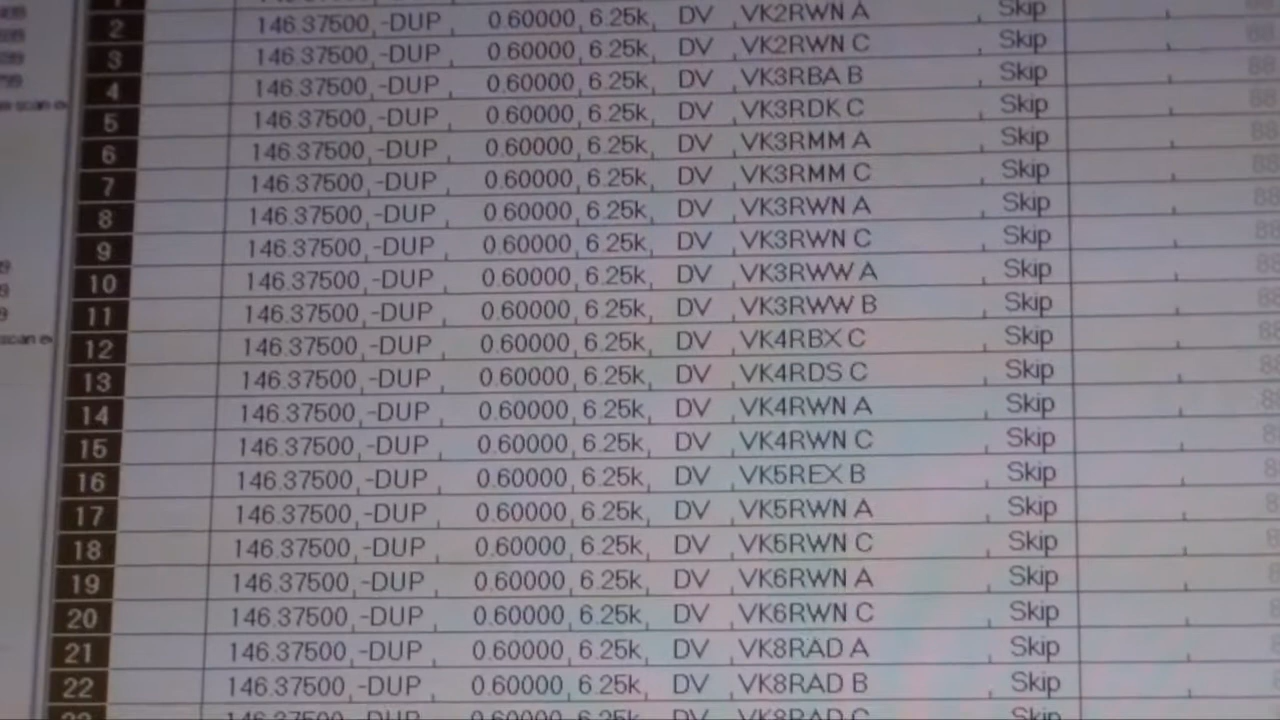 2 146.37500, -DUP, 0.60000, 6.25k, DV, VK2RWN A, Skip
3 146.37500, -DUP, 0.60000, 6.25k, DV, VK2RWN C, Skip
4 146.37500, -DUP, 0.60000, 6.25k, DV, VK3RBA B, Skip
5 146.37500, -DUP, 0.60000, 6.25k, DV, VK3RDK C, Skip
6 146.37500, -DUP, 0.60000, 6.25k, DV, VK3RMM A, Skip
7 146.37500, -DUP, 0.60000, 6.25k, DV, VK3RMM C, Skip
8 146.37500, -DUP, 0.60000, 6.25k, DV, VK3RWN A, Skip
9 146.37500, -DUP, 0.60000, 6.25k, DV, VK3RWN C, Skip
10 146.37500, -DUP, 0.60000, 6.25k, DV, VK3RWW A, Skip
11 146.37500, -DUP, 0.60000, 6.25k, DV, VK3RWW B, Skip
12 146.37500, -DUP, 0.60000, 6.25k, DV, VK4RBX C, Skip
13 146.37500, -DUP, 0.60000, 6.25k, DV, VK4RDS C, Skip
14 146.37500, -DUP, 0.60000, 6.25k, DV, VK4RWN A, Skip
15 146.37500, -DUP, 0.60000, 6.25k, DV, VK4RWN C, Skip
16 146.37500, -DUP, 0.60000, 6.25k, DV, VK5REX B, Skip
17 146.37500, -DUP, 0.60000, 6.25k, DV, VK5RWN A, Skip
18 146.37500, -DUP, 0.60000, 6.25k, DV, VK5RWN C, Skip
19 146.37500, -DUP, 0.60000, 6.25k, DV, VK6RWN A, Skip
20 146.37500, -DUP, 0.60000, 6.25k, DV, VK6RWN C, Skip
21 146.37500, -DUP, 0.60000, 6.25k, DV, VK8RAD A, Skip
22 146.37500, -DUP, 0.60000, 6.25k, DV, VK8RAD B, Skip
23 146.37500, -DUP, 0.60000, 6.25k, DV, VK8RAD C, Skip